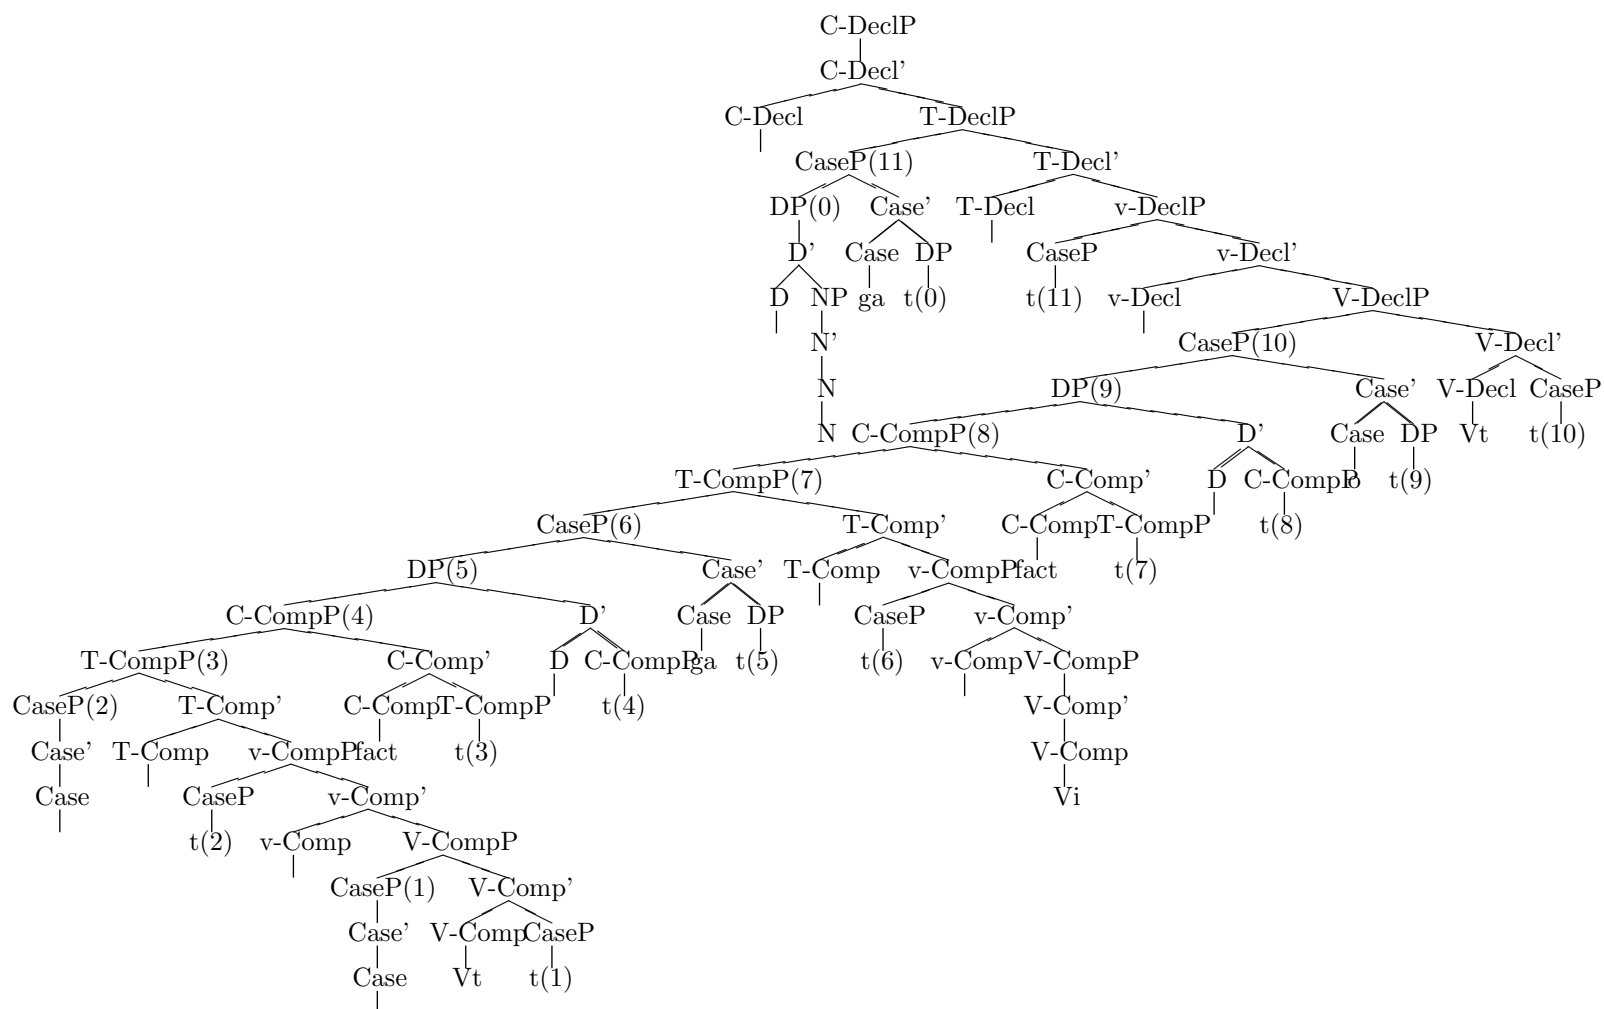 C-DeclP
C-Decl'
C-Decl T-DeclP
CaseP(11) T-Decl'
DP(0) Case' T-Decl v-DeclP
D' Case DP CaseP v-Decl'
D NP ga t(0) t(11) v-Decl V-DeclP
N' CaseP(10) V-Decl'
N DP(9) Case' V-Decl CaseP
N C-CompP(8) D' Case DP Vt t(10)
T-CompP(7) C-Comp' D C-CompP o t(9)
CaseP(6) T-Comp' C-Comp T-CompP t(8)
DP(5) Case' T-Comp v-CompP fact t(7)
C-CompP(4) D' Case DP CaseP v-Comp'
T-CompP(3) C-Comp' D C-CompP ga t(5) t(6) v-Comp V-CompP
CaseP(2) T-Comp' C-Comp T-CompP t(4) V-Comp'
Case' T-Comp v-CompP fact t(3) V-Comp
Case CaseP v-Comp' Vi
t(2) v-Comp V-CompP
CaseP(1) V-Comp'
Case' V-Comp CaseP
Case Vt t(1)